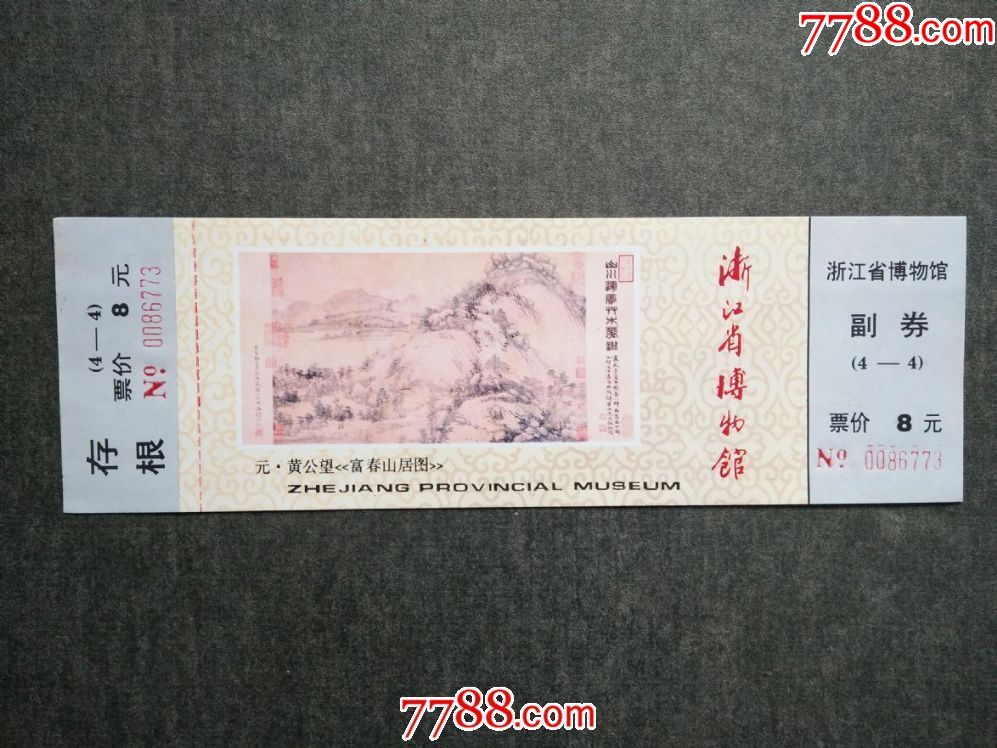 7788.com
存根
(4—4)
票价 8 元
№ 0086773
元·黄公望<<富春山居图>>
ZHEJIANG PROVINCIAL MUSEUM
浙江省博物馆
浙江省博物馆
副券
(4—4)
票价 8 元
№ 0086773
7788.com